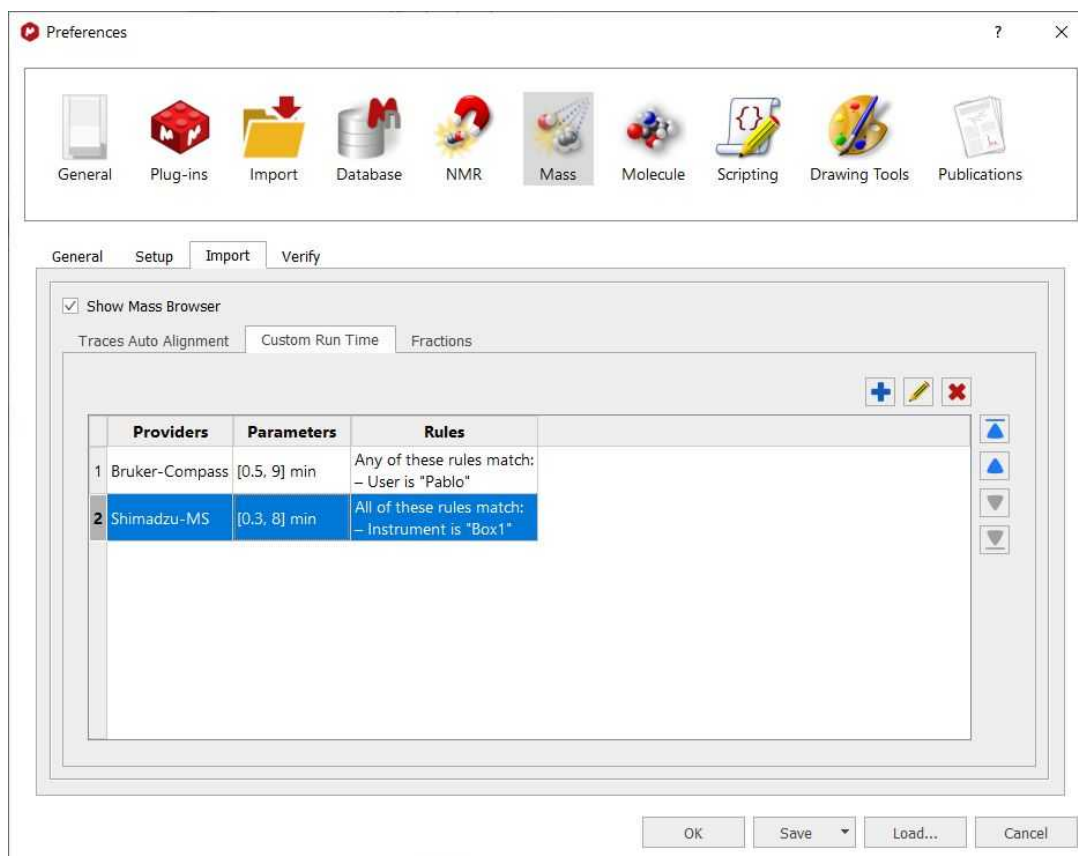 Preferences
?
General Plug-ins Import Database NMR Mass Molecule Scripting Drawing Tools Publications
General Setup Import Verify
Show Mass Browser
Traces Auto Alignment Custom Run Time Fractions
Providers Parameters Rules
1 Bruker-Compass [0.5, 9] min Any of these rules match:
– User is "Pablo"
2 Shimadzu-MS [0.3, 8] min All of these rules match:
– Instrument is "Box1"
OK Save Load... Cancel